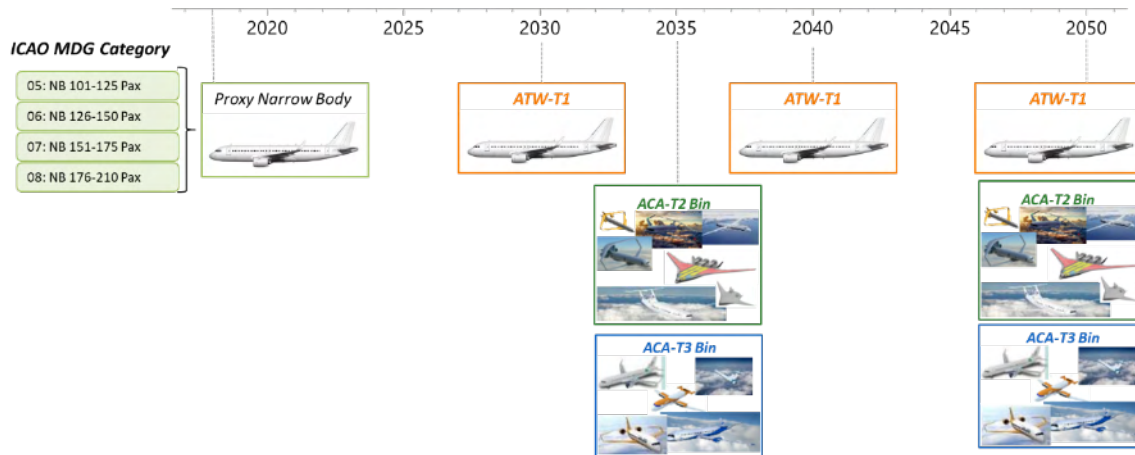 2020 2025 2030 2035 2040 2045 2050
ICAO MDG Category
05: NB 101-125 Pax
06: NB 126-150 Pax
07: NB 151-175 Pax
08: NB 176-210 Pax
Proxy Narrow Body
ATW-T1
ATW-T1
ATW-T1
ACA-T2 Bin
ACA-T2 Bin
ACA-T3 Bin
ACA-T3 Bin